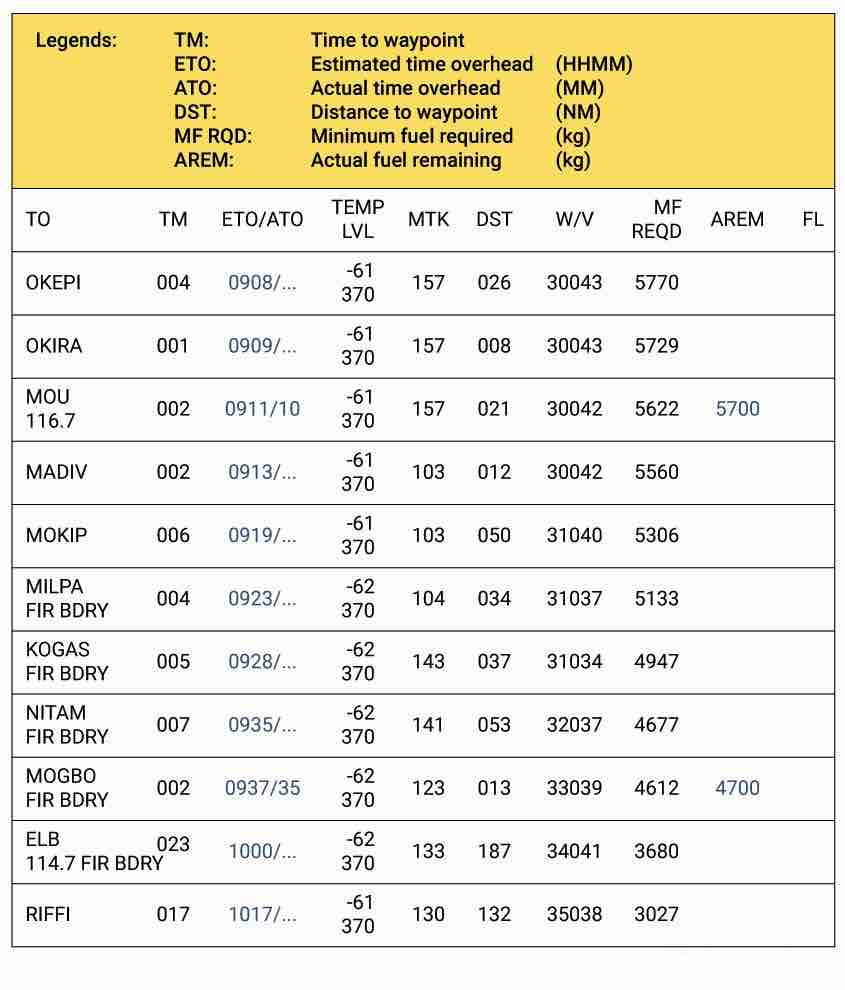 Legends: TM: Time to waypoint
ETO: Estimated time overhead (HHMM)
ATO: Actual time overhead (MM)
DST: Distance to waypoint (NM)
MF RQD: Minimum fuel required (kg)
AREM: Actual fuel remaining (kg)
TO TM ETO/ATO TEMP LVL MTK DST W/V MF REQD AREM FL
OKEPI 004 0908/... -61 370 157 026 30043 5770
OKIRA 001 0909/... -61 370 157 008 30043 5729
MOU 116.7 002 0911/10 -61 370 157 021 30042 5622 5700
MADIV 002 0913/... -61 370 103 012 30042 5560
MOKIP 006 0919/... -61 370 103 050 31040 5306
MILPA FIR BDRY 004 0923/... -62 370 104 034 31037 5133
KOGAS FIR BDRY 005 0928/... -62 370 143 037 31034 4947
NITAM FIR BDRY 007 0935/... -62 370 141 053 32037 4677
MOGBO FIR BDRY 002 0937/35 -62 370 123 013 33039 4612 4700
ELB 114.7 FIR BDRY 023 1000/... -62 370 133 187 34041 3680
RIFFI 017 1017/... -61 370 130 132 35038 3027